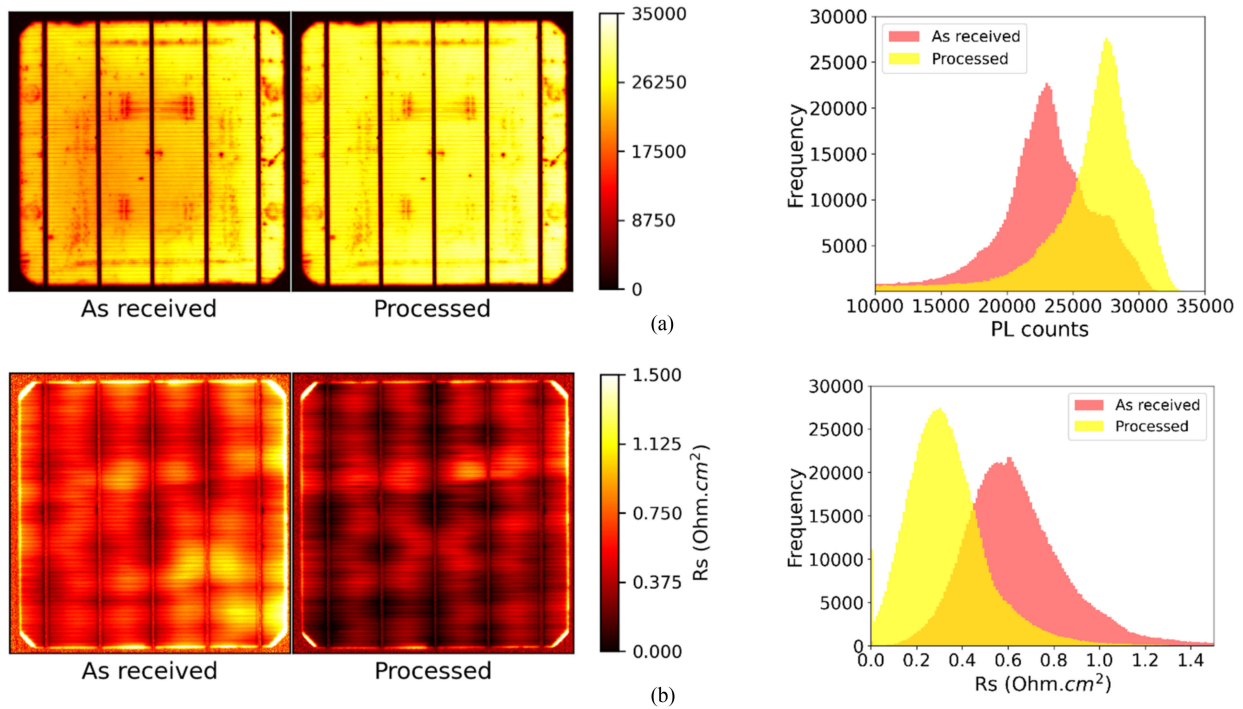 35000
26250
17500
8750
0
As received
Processed
(a)
30000
25000
20000
15000
10000
5000
Frequency
As received
Processed
10000
15000
20000
25000
30000
35000
PL counts
1.500
1.125
0.750
0.375
0.000
Rs (Ohm.cm²)
As received
Processed
(b)
30000
25000
20000
15000
10000
5000
0
Frequency
As received
Processed
0.0
0.2
0.4
0.6
0.8
1.0
1.2
1.4
Rs (Ohm.cm²)